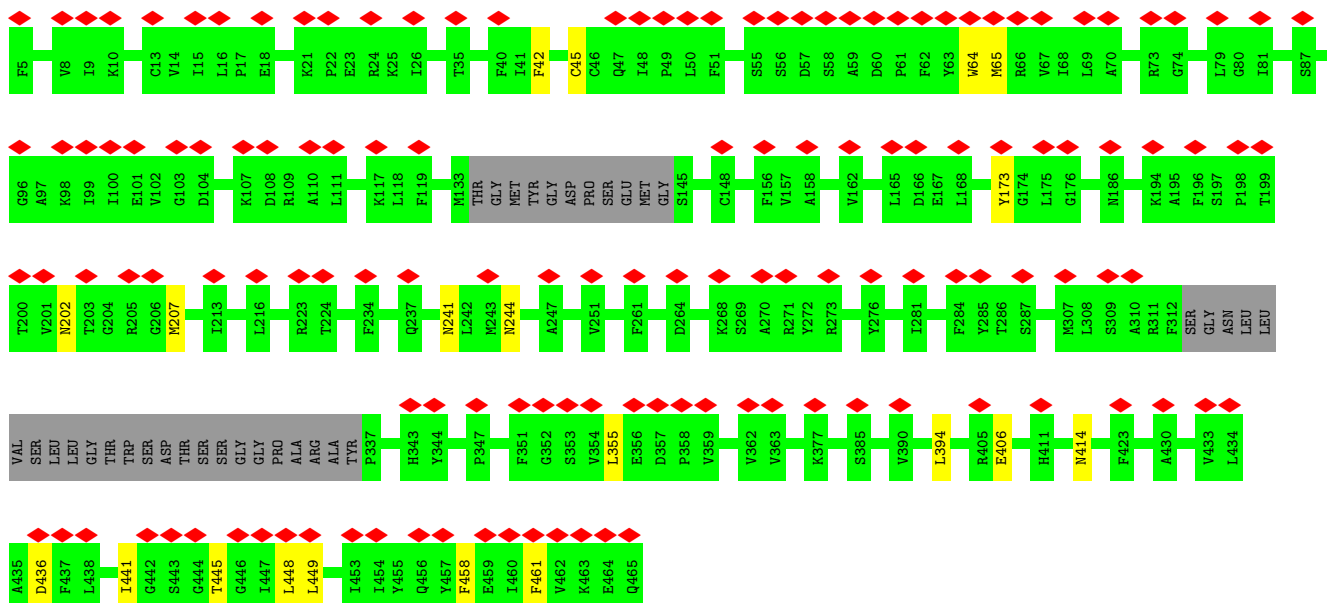 F5 V8 I9 K10 C13 V14 I15 L16 P17 E18 K21 P22 E23 R24 K25 I26 T35 F40 I41 F42 C45 C46 Q47 I48 P49 L50 F51 S55 S56 D57 S58 A59 D60 P61 F62 Y63 W64 M65 R66 V67 I68 L69 A70 R73 G74 L79 G80 I81 S87
G96 A97 K98 I99 I100 E101 V102 G103 D104 K107 D108 R109 A110 L111 K117 L118 F119 M133 THR GLY MET TYR GLY ASP PRO SER GLU MET GLY S145 C148 F156 V157 A158 V162 L165 D166 E167 L168 Y173 G174 L175 G176 N186 K194 A195 F196 S197 P198 T199
T200 V201 N202 T203 G204 R205 G206 M207 I213 L216 R223 T224 F234 Q237 N241 L242 M243 N244 A247 V251 F261 D264 K268 S269 A270 R271 Y272 R273 Y276 I281 F284 Y285 T286 S287 M307 L308 S309 A310 R311 F312 SER GLY ASN LEU LEU
VAL SER LEU LEU GLY THR TRP SER ASP THR SER SER GLY GLY PRO ALA ARG ALA TYR P337 H343 Y344 P347 F351 G352 S353 V354 L355 E356 D357 P358 V359 V362 V363 K377 S385 V390 L394 R405 E406 H411 N414 F423 A430 V433 L434
A435 D436 F437 L438 I441 G442 S443 G444 T445 G446 I447 L448 L449 I453 I454 Y455 Q456 Y457 F458 E459 I460 F461 V462 K463 E464 Q465